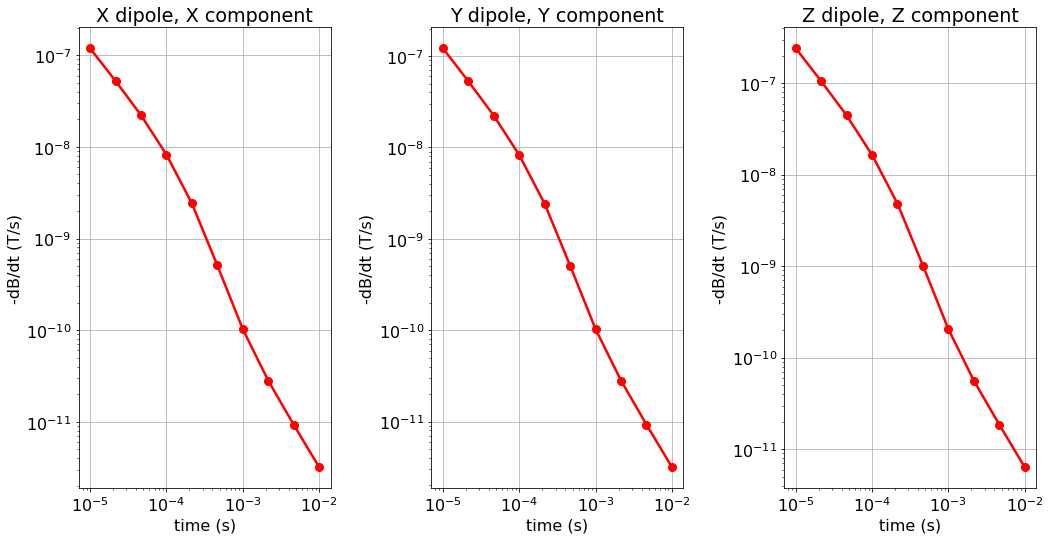 X dipole, X component
-dB/dt (T/s)
10⁻⁷
10⁻⁸
10⁻⁹
10⁻¹⁰
10⁻¹¹
10⁻⁵ 10⁻⁴ 10⁻³ 10⁻²
time (s)
Y dipole, Y component
-dB/dt (T/s)
10⁻⁷
10⁻⁸
10⁻⁹
10⁻¹⁰
10⁻¹¹
10⁻⁵ 10⁻⁴ 10⁻³ 10⁻²
time (s)
Z dipole, Z component
-dB/dt (T/s)
10⁻⁷
10⁻⁸
10⁻⁹
10⁻¹⁰
10⁻¹¹
10⁻⁵ 10⁻⁴ 10⁻³ 10⁻²
time (s)